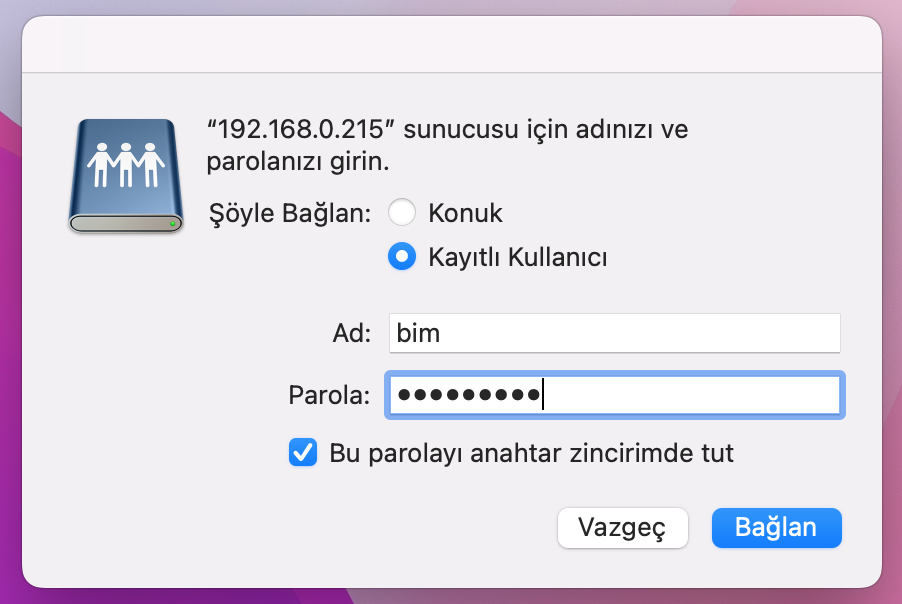 “192.168.0.215” sunucusu için adınızı ve
parolanızı girin.
Şöyle Bağlan: Konuk
Kayıtlı Kullanıcı
Ad: bim
Parola: •••••••••
Bu parolayı anahtar zincirimde tut
Vazgeç Bağlan